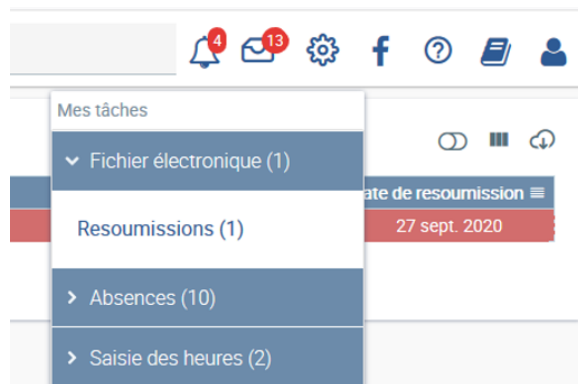 4
13
Mes tâches
Fichier électronique (1)
ate de resoumission
Resoumissions (1)
27 sept. 2020
Absences (10)
Saisie des heures (2)